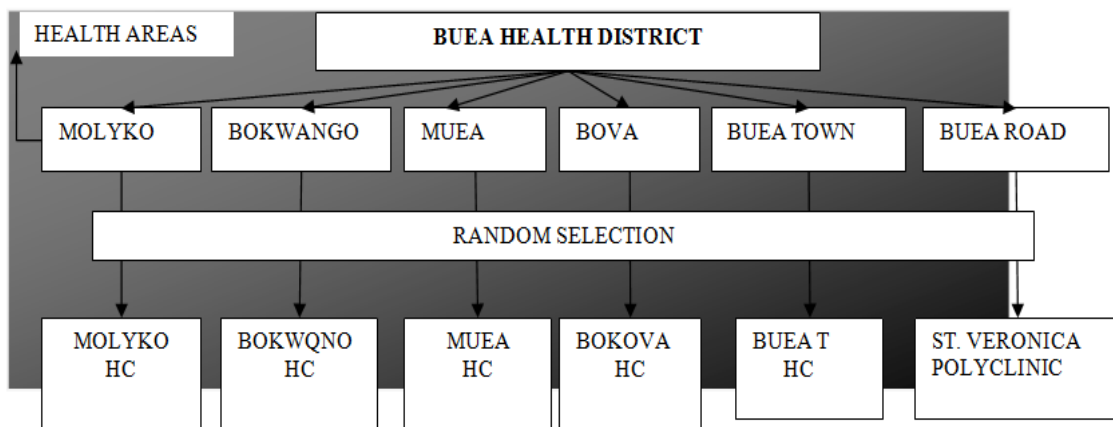 HEALTH AREAS
BUEA HEALTH DISTRICT
MOLYKO
BOKWANGO
MUEA
BOVA
BUEA TOWN
BUEA ROAD
RANDOM SELECTION
MOLYKO
HC
BOKWQNO
HC
MUEA
HC
BOKOVA
HC
BUEA T
HC
ST. VERONICA
POLYCLINIC